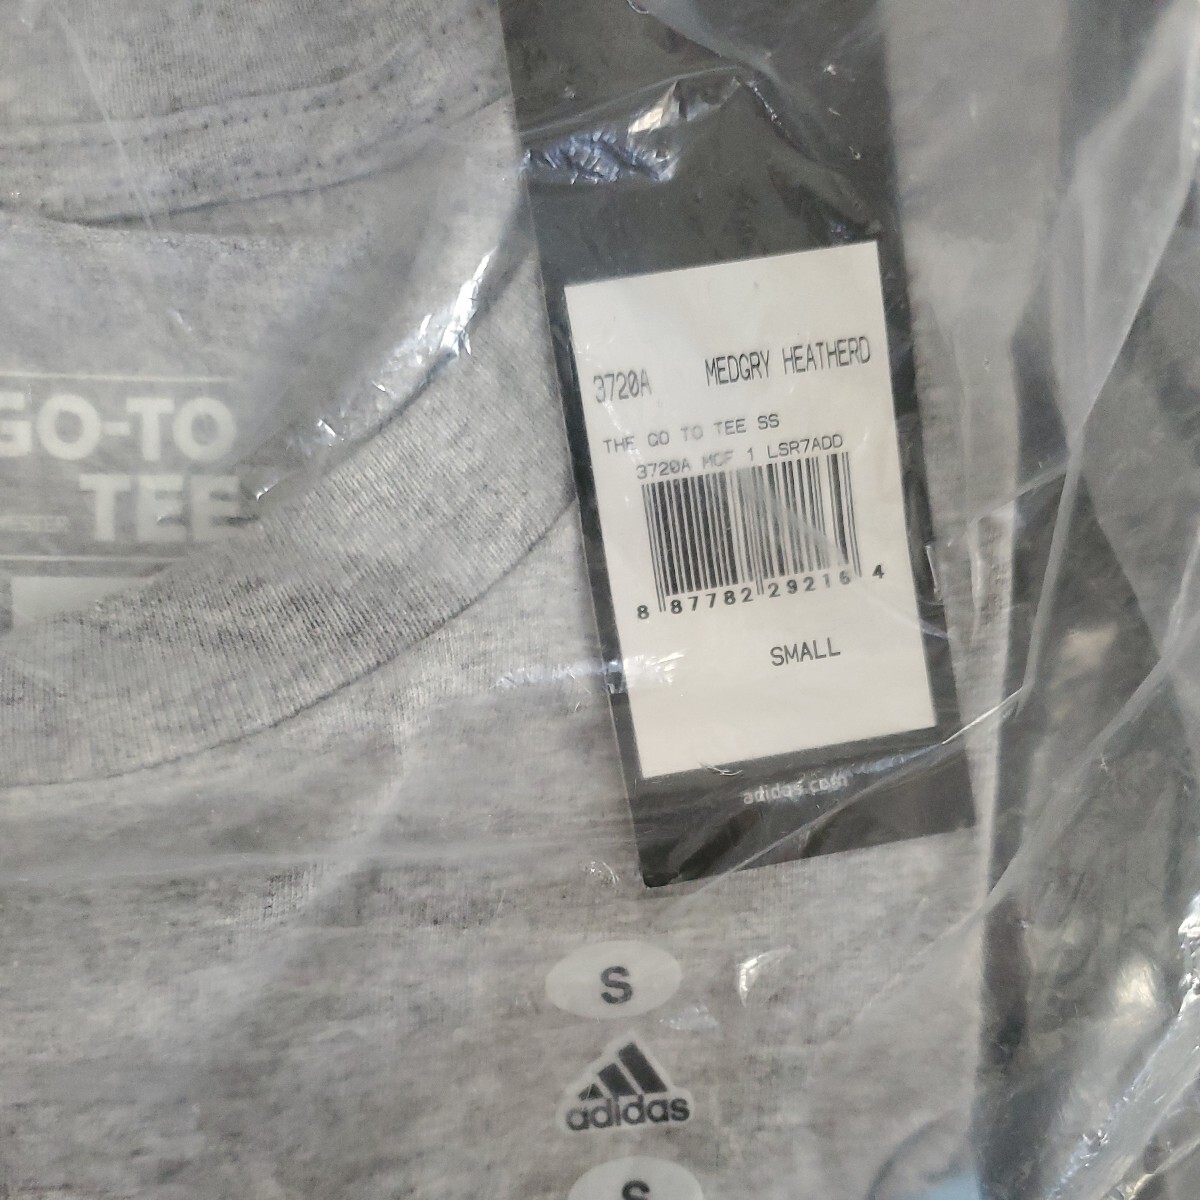 GO-TO
TEE
3720A MEDGRY HEATHERD
THE GO TO TEE SS
3720A MCF 1 LSR7ADD
8 87782 29216 4
SMALL
adidas.com
S
adidas
S